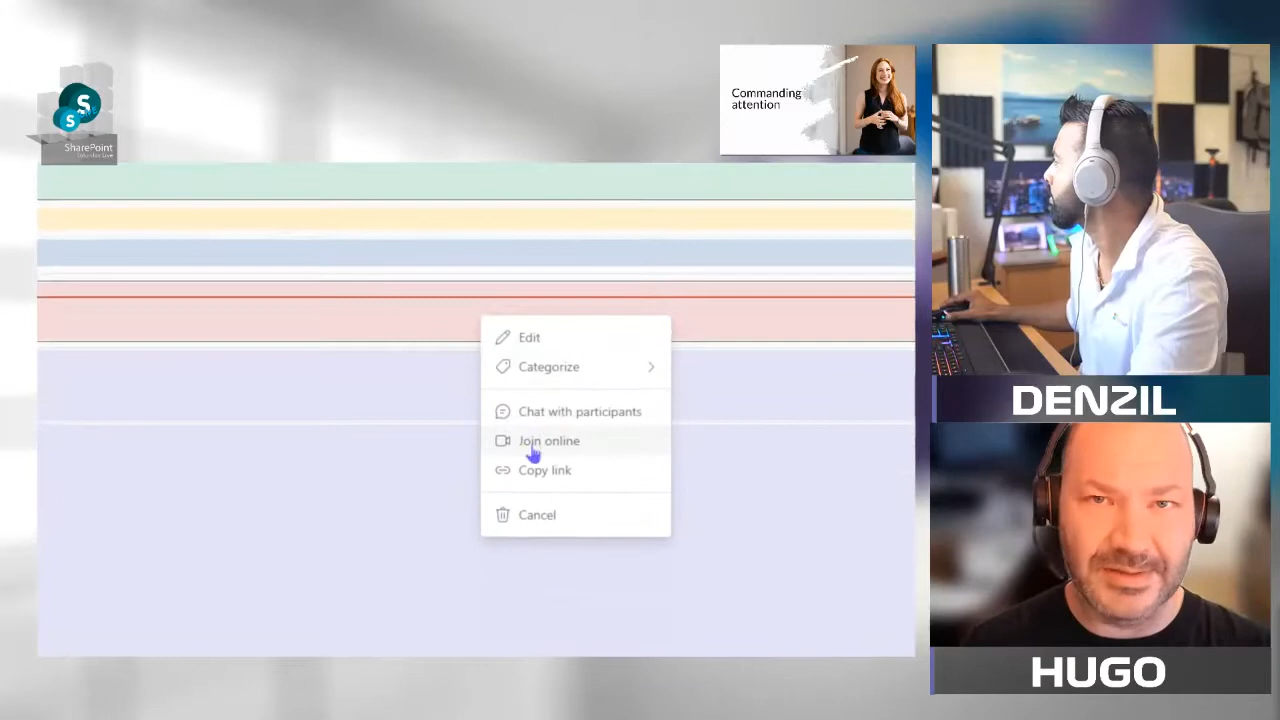 S
S
SharePoint
Commanding
attention
Edit
Categorize
Chat with participants
Join online
Copy link
Cancel
DENZIL
HUGO